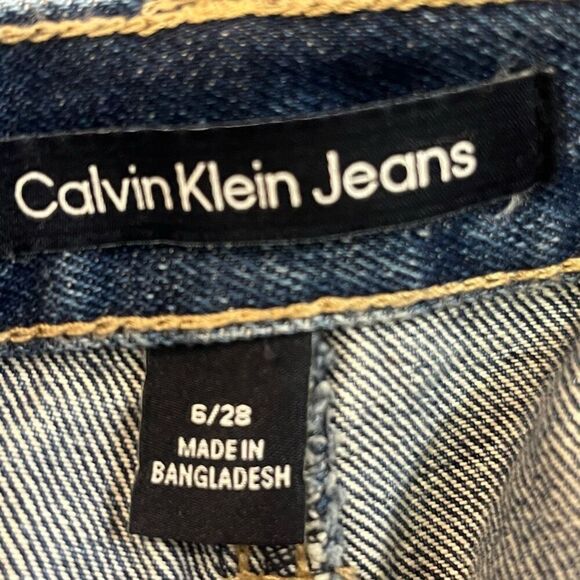 Calvin Klein Jeans
6/28
MADE IN
BANGLADESH